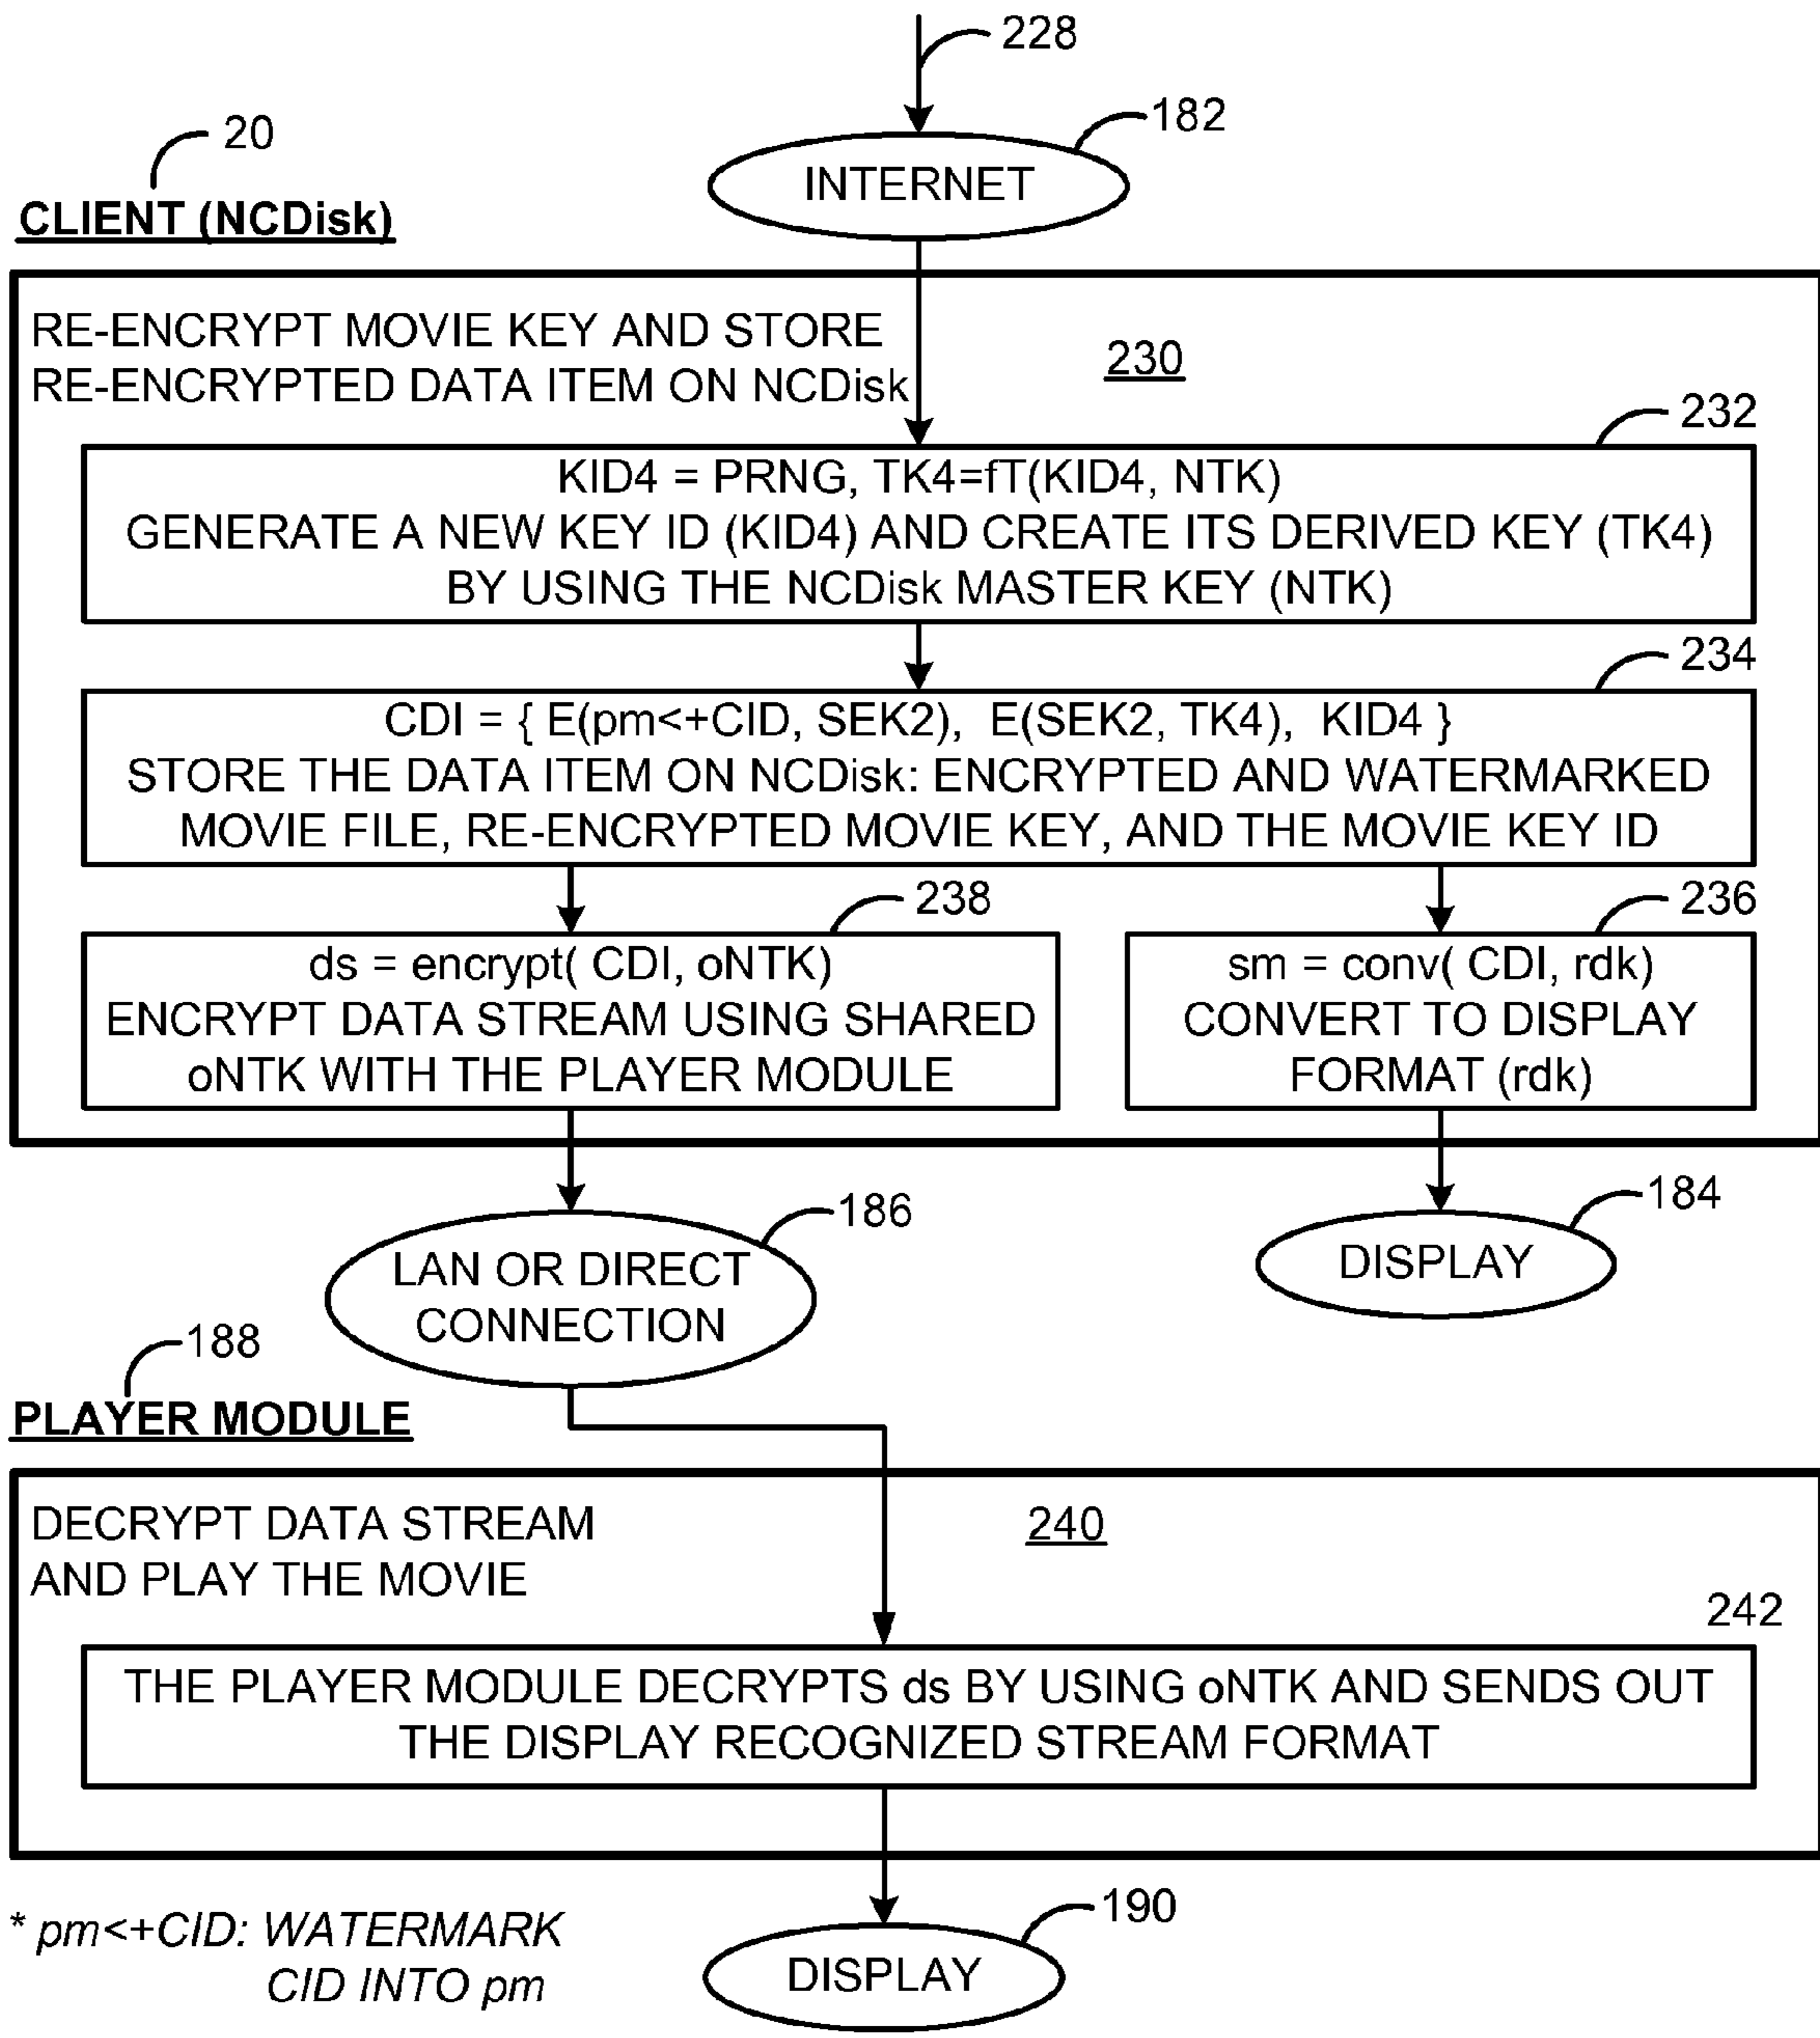 228
182
INTERNET
20
CLIENT (NCDisk)
RE-ENCRYPT MOVIE KEY AND STORE
RE-ENCRYPTED DATA ITEM ON NCDisk
230
232
KID4 = PRNG, TK4=fT(KID4, NTK)
GENERATE A NEW KEY ID (KID4) AND CREATE ITS DERIVED KEY (TK4)
BY USING THE NCDisk MASTER KEY (NTK)
234
CDI = { E(pm<+CID, SEK2), E(SEK2, TK4), KID4 }
STORE THE DATA ITEM ON NCDisk: ENCRYPTED AND WATERMARKED
MOVIE FILE, RE-ENCRYPTED MOVIE KEY, AND THE MOVIE KEY ID
238
ds = encrypt( CDI, oNTK)
ENCRYPT DATA STREAM USING SHARED
oNTK WITH THE PLAYER MODULE
236
sm = conv( CDI, rdk)
CONVERT TO DISPLAY
FORMAT (rdk)
186
LAN OR DIRECT
CONNECTION
184
DISPLAY
188
PLAYER MODULE
DECRYPT DATA STREAM
AND PLAY THE MOVIE
240
242
THE PLAYER MODULE DECRYPTS ds BY USING oNTK AND SENDS OUT
THE DISPLAY RECOGNIZED STREAM FORMAT
190
DISPLAY
* pm<+CID: WATERMARK
CID INTO pm